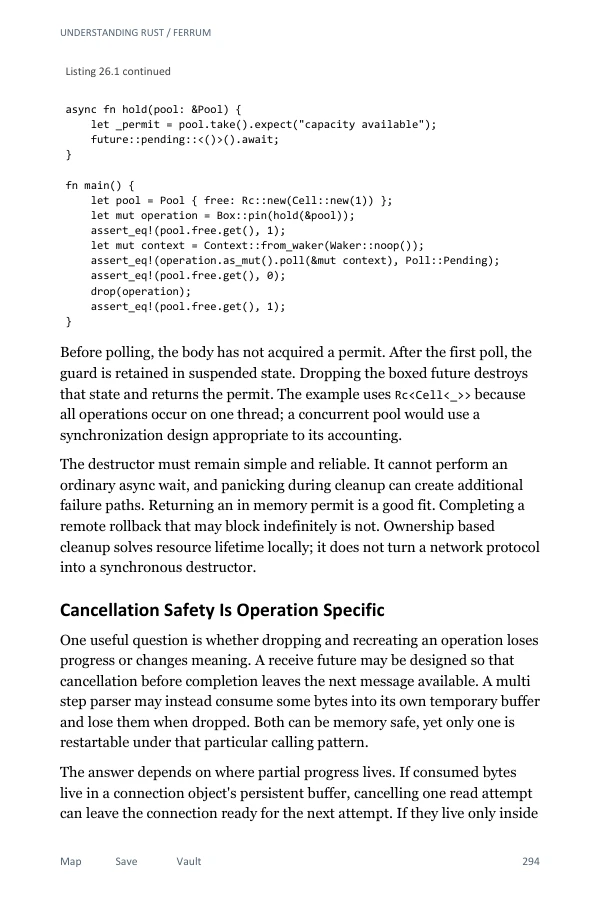 UNDERSTANDING RUST / FERRUM
Listing 26.1 continued
async fn hold(pool: &Pool) {
    let _permit = pool.take().expect("capacity available");
    future::pending::<()>().await;
}
fn main() {
    let pool = Pool { free: Rc::new(Cell::new(1)) };
    let mut operation = Box::pin(hold(&pool));
    assert_eq!(pool.free.get(), 1);
    let mut context = Context::from_waker(Waker::noop());
    assert_eq!(operation.as_mut().poll(&mut context), Poll::Pending);
    assert_eq!(pool.free.get(), 0);
    drop(operation);
    assert_eq!(pool.free.get(), 1);
}
Before polling, the body has not acquired a permit. After the first poll, the
guard is retained in suspended state. Dropping the boxed future destroys
that state and returns the permit. The example uses Rc<Cell<_>> because
all operations occur on one thread; a concurrent pool would use a
synchronization design appropriate to its accounting.
The destructor must remain simple and reliable. It cannot perform an
ordinary async wait, and panicking during cleanup can create additional
failure paths. Returning an in memory permit is a good fit. Completing a
remote rollback that may block indefinitely is not. Ownership based
cleanup solves resource lifetime locally; it does not turn a network protocol
into a synchronous destructor.
Cancellation Safety Is Operation Specific
One useful question is whether dropping and recreating an operation loses
progress or changes meaning. A receive future may be designed so that
cancellation before completion leaves the next message available. A multi
step parser may instead consume some bytes into its own temporary buffer
and lose them when dropped. Both can be memory safe, yet only one is
restartable under that particular calling pattern.
The answer depends on where partial progress lives. If consumed bytes
live in a connection object's persistent buffer, cancelling one read attempt
can leave the connection ready for the next attempt. If they live only inside
Map Save Vault 294